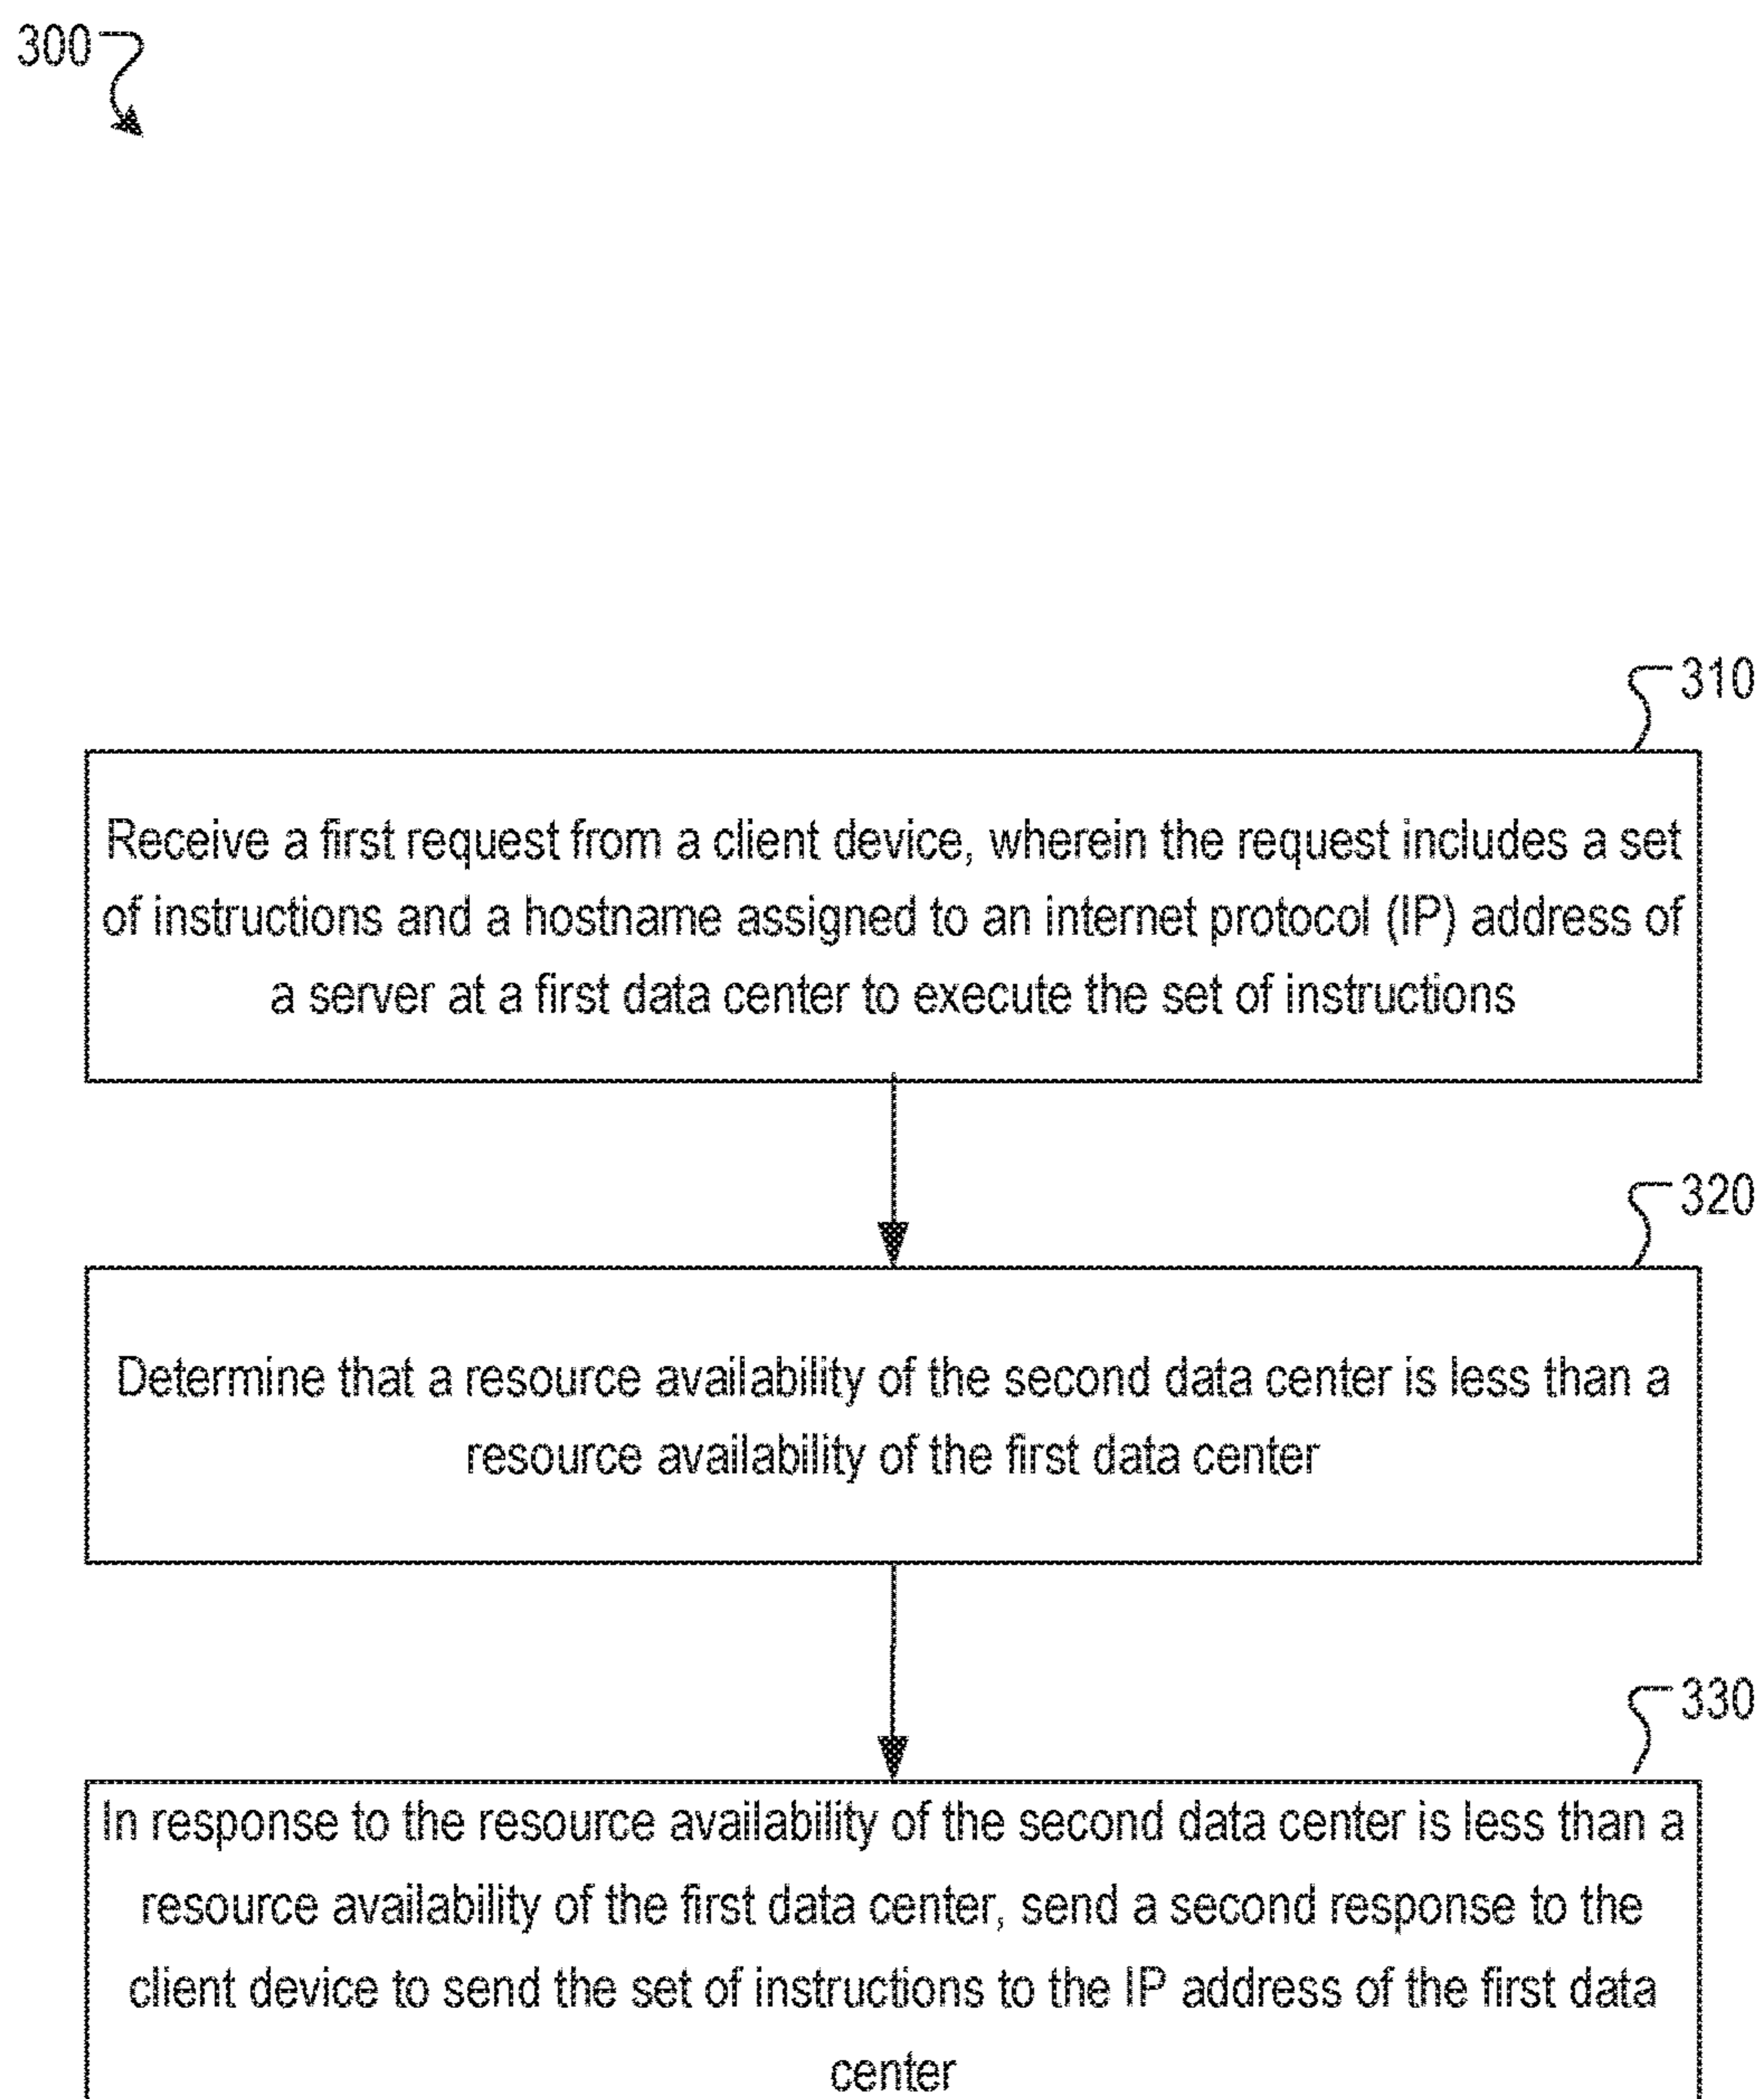 300
310
Receive a first request from a client device, wherein the request includes a set
of instructions and a hostname assigned to an internet protocol (IP) address of
a server at a first data center to execute the set of instructions
320
Determine that a resource availability of the second data center is less than a
resource availability of the first data center
330
In response to the resource availability of the second data center is less than a
resource availability of the first data center, send a second response to the
client device to send the set of instructions to the IP address of the first data
center